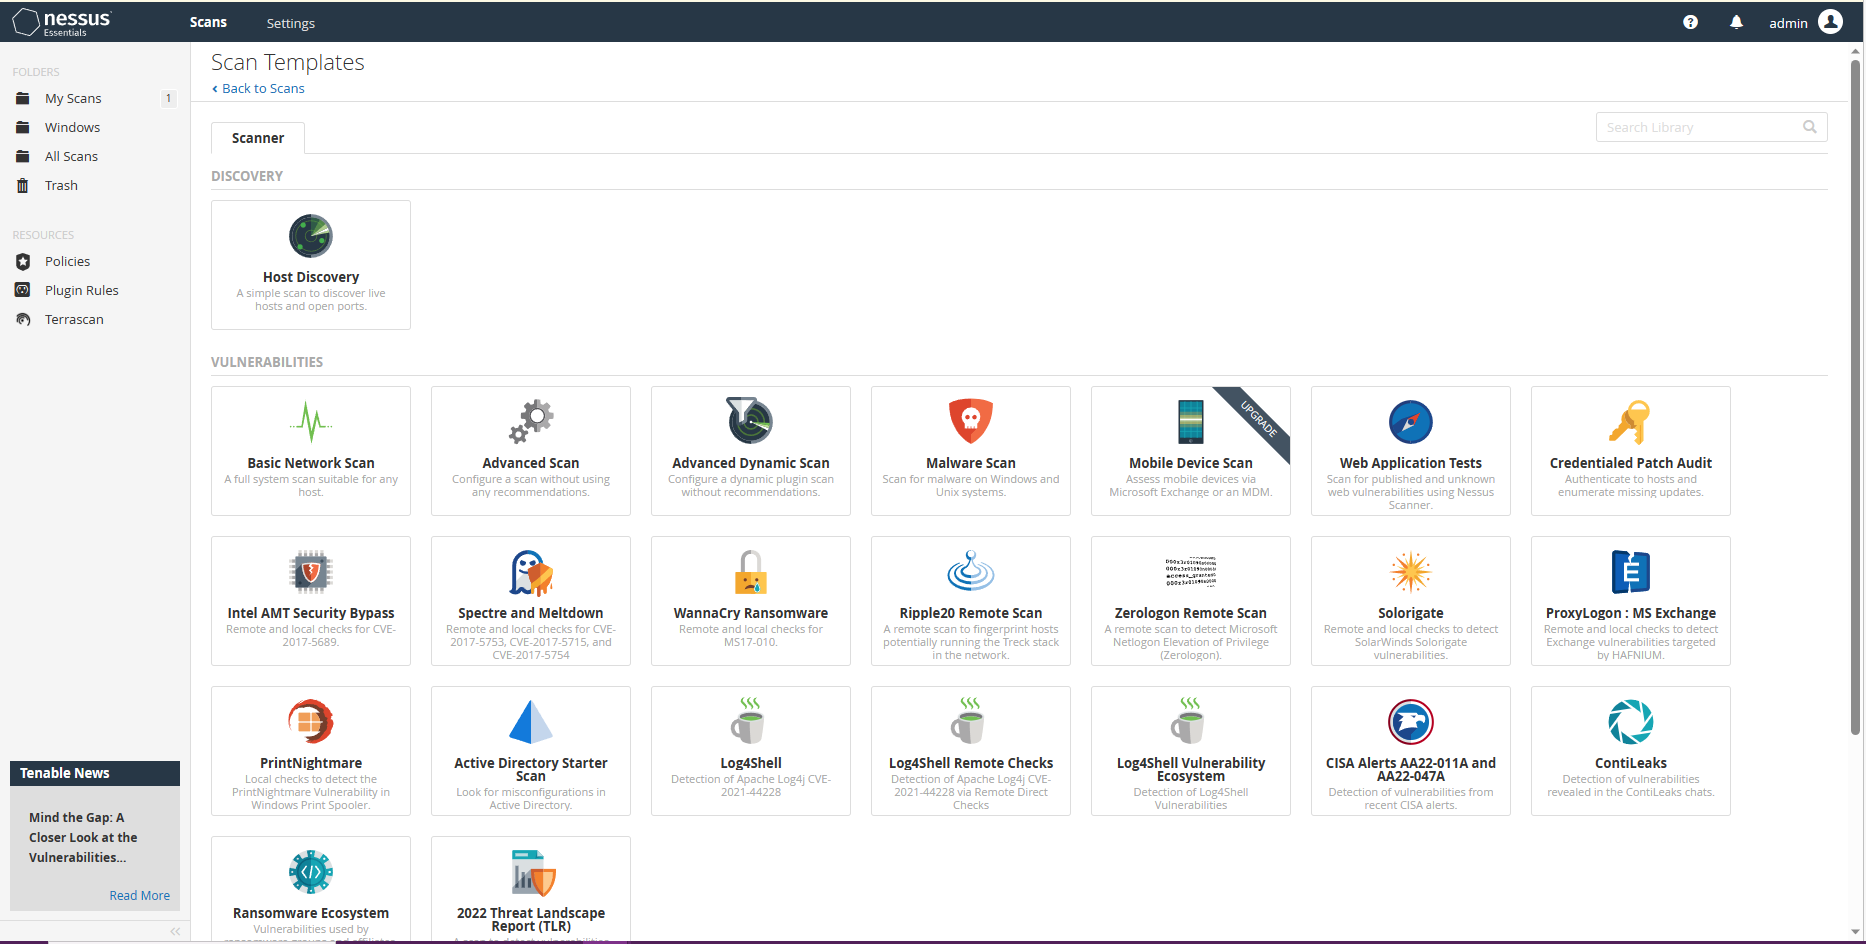 nessus
Essentials
Scans
Settings
admin
FOLDERS
My Scans
1
Windows
All Scans
Trash
RESOURCES
Policies
Plugin Rules
Terrascan
Tenable News
Mind the Gap: A
Closer Look at the
Vulnerabilities...
Read More
Scan Templates
Back to Scans
Scanner
Search Library
DISCOVERY
Host Discovery
A simple scan to discover live
hosts and open ports.
VULNERABILITIES
Basic Network Scan
A full system scan suitable for any
host.
Advanced Scan
Configure a scan without using
any recommendations.
Advanced Dynamic Scan
Configure a dynamic plugin scan
without recommendations.
Malware Scan
Scan for malware on Windows and
Unix systems.
UPGRADE
Mobile Device Scan
Assess mobile devices via
Microsoft Exchange or an MDM.
Web Application Tests
Scan for published and unknown
web vulnerabilities using Nessus
Scanner.
Credentialed Patch Audit
Authenticate to hosts and
enumerate missing updates.
Intel AMT Security Bypass
Remote and local checks for CVE-
2017-5689.
Spectre and Meltdown
Remote and local checks for CVE-
2017-5753, CVE-2017-5715, and
CVE-2017-5754
WannaCry Ransomware
Remote and local checks for
MS17-010.
Ripple20 Remote Scan
A remote scan to fingerprint hosts
potentially running the Treck stack
in the network.
Zerologon Remote Scan
A remote scan to detect Microsoft
Netlogon Elevation of Privilege
(Zerologon).
Solorigate
Remote and local checks to detect
SolarWinds Solorigate
vulnerabilities.
E
ProxyLogon : MS Exchange
Remote and local checks to detect
Exchange vulnerabilities targeted
by HAFNIUM.
PrintNightmare
Local checks to detect the
PrintNightmare Vulnerability in
Windows Print Spooler.
Active Directory Starter
Scan
Look for misconfigurations in
Active Directory.
Log4Shell
Detection of Apache Log4j CVE-
2021-44228
Log4Shell Remote Checks
Detection of Apache Log4j CVE-
2021-44228 via Remote Direct
Checks
Log4Shell Vulnerability
Ecosystem
Detection of Log4Shell
Vulnerabilities
CISA Alerts AA22-011A and
AA22-047A
Detection of vulnerabilities from
recent CISA alerts.
ContiLeaks
Detection of vulnerabilities
revealed in the ContiLeaks chats.
Ransomware Ecosystem
Vulnerabilities used by
2022 Threat Landscape
Report (TLR)